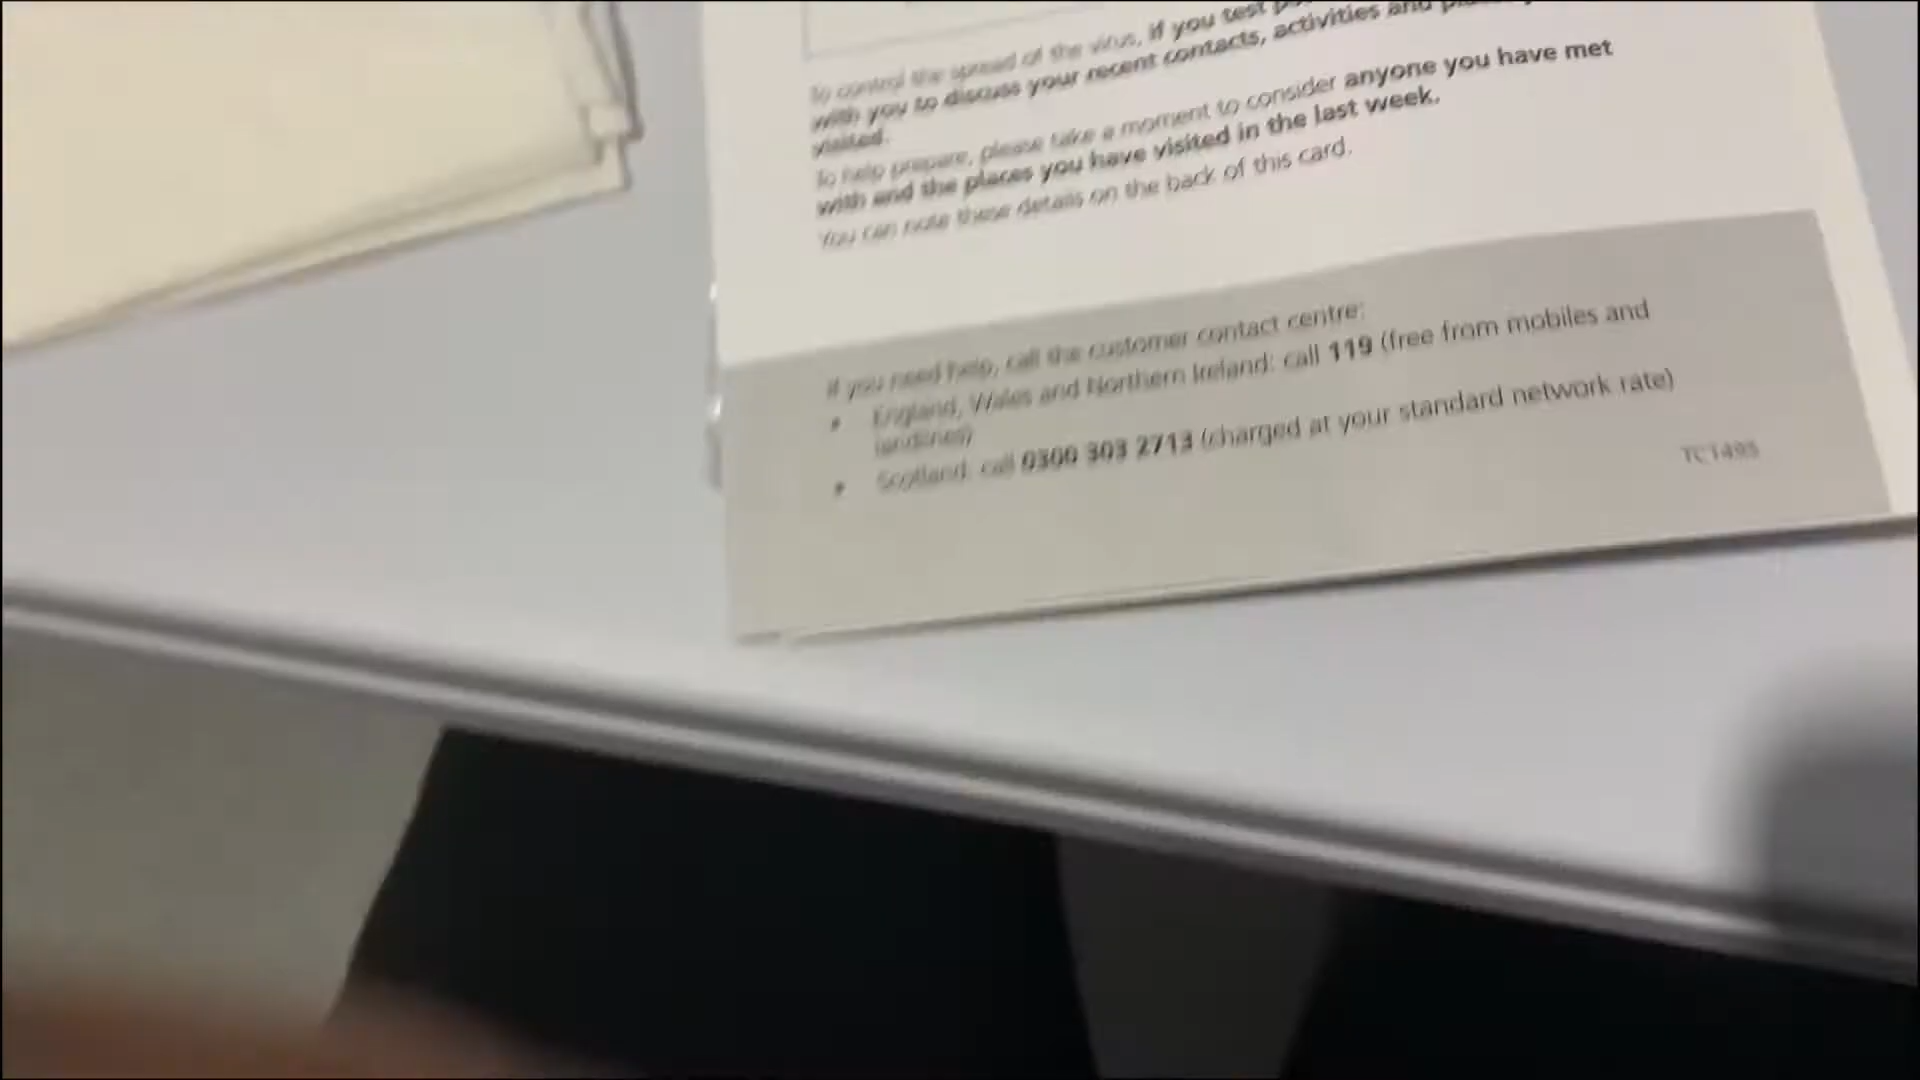 To control the spread of the virus, if you test
with you to discuss your recent contacts, activities and
visited.
To help prepare, please take a moment to consider anyone you have met
with and the places you have visited in the last week.
You can note these details on the back of this card.
If you need help, call the customer contact centre:
• England, Wales and Northern Ireland: call 119 (free from mobiles and
landlines)
• Scotland: call 0300 303 2713 (charged at your standard network rate)
TC1495